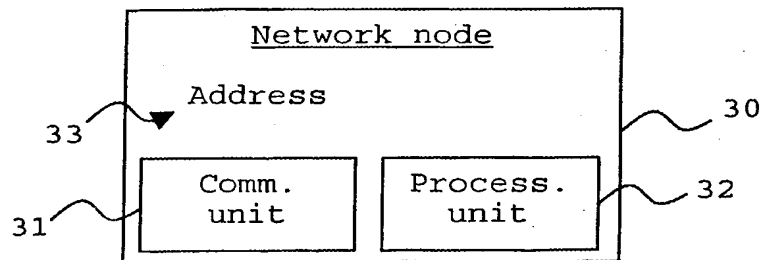 Network node
Address
33
30
Comm.
unit
Process.
unit
31
32